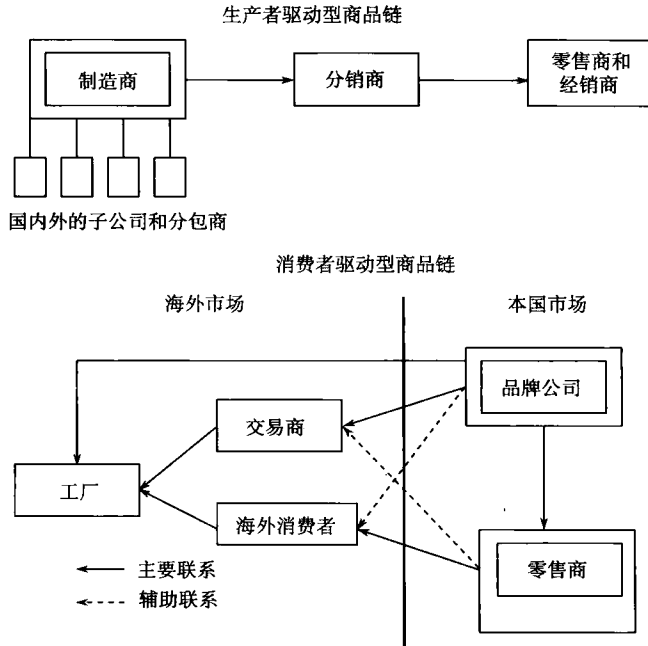 生产者驱动型商品链
制造商
分销商
零售商和
经销商
国内外的子公司和分包商
消费者驱动型商品链
海外市场
本国市场
品牌公司
交易商
工厂
海外消费者
零售商
主要联系
辅助联系